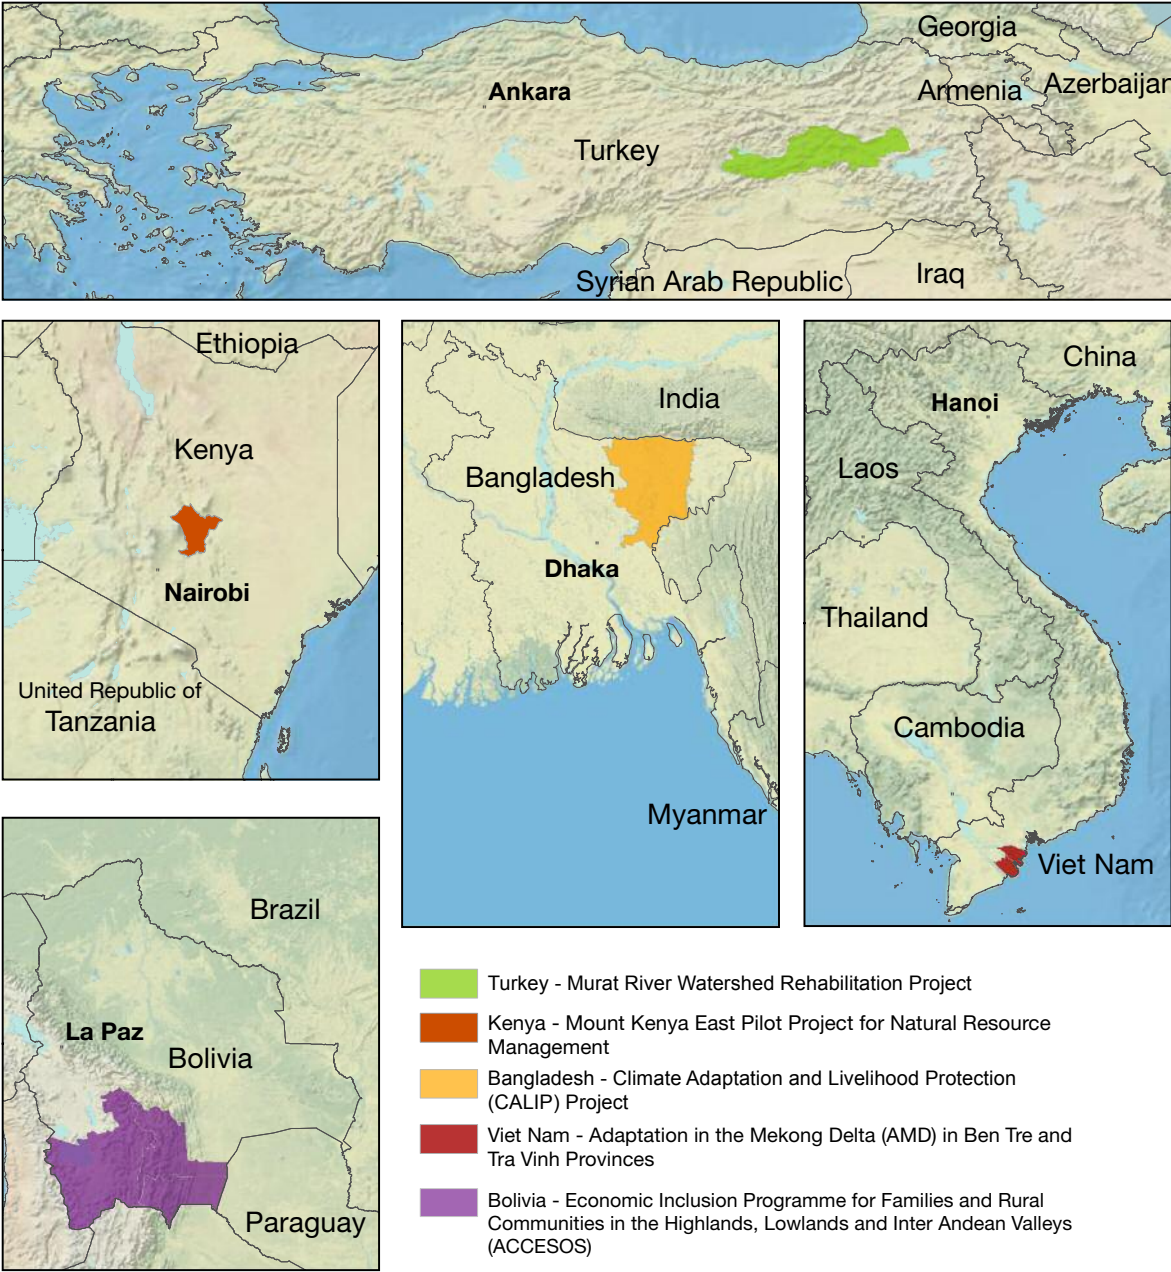 Georgia
Ankara
Armenia
Azerbaijan
Turkey
Syrian Arab Republic
Iraq
Ethiopia
Kenya
Nairobi
United Republic of
Tanzania
India
Bangladesh
Dhaka
Myanmar
China
Hanoi
Laos
Thailand
Cambodia
Viet Nam
Brazil
La Paz
Bolivia
Paraguay
Turkey - Murat River Watershed Rehabilitation Project
Kenya - Mount Kenya East Pilot Project for Natural Resource
Management
Bangladesh - Climate Adaptation and Livelihood Protection
(CALIP) Project
Viet Nam - Adaptation in the Mekong Delta (AMD) in Ben Tre and
Tra Vinh Provinces
Bolivia - Economic Inclusion Programme for Families and Rural
Communities in the Highlands, Lowlands and Inter Andean Valleys
(ACCESOS)